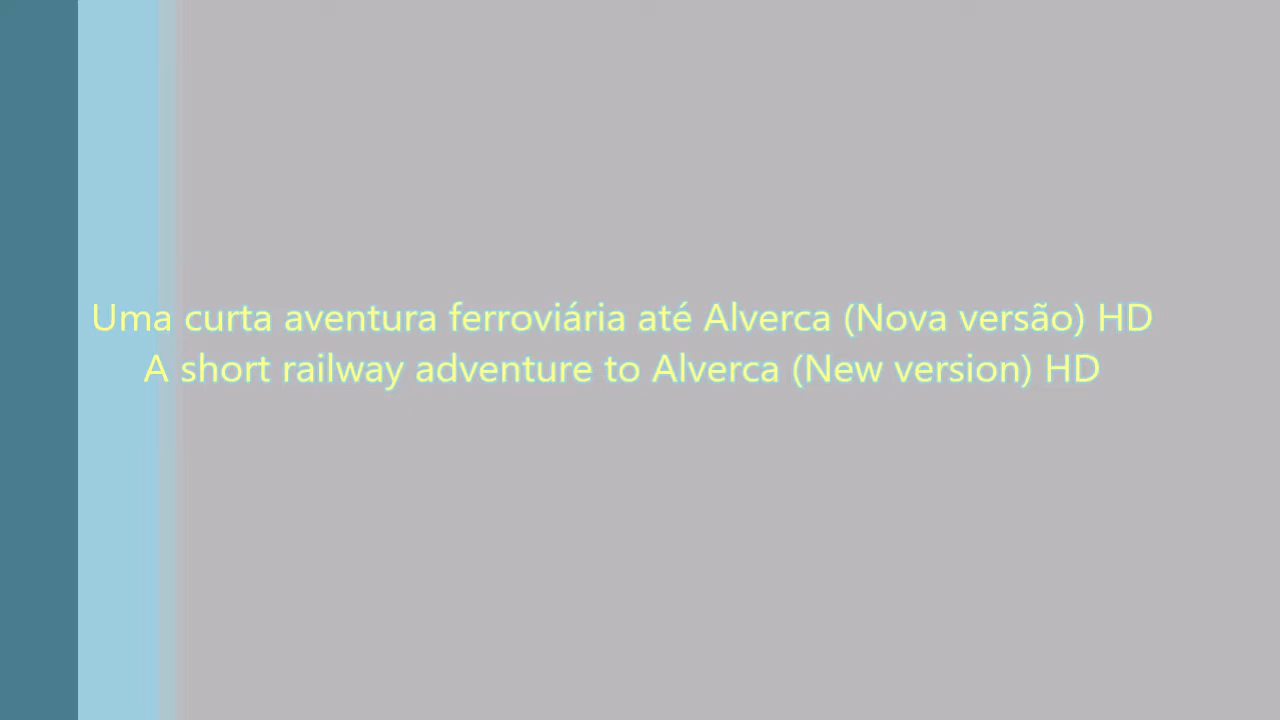 Uma curta aventura ferroviária até Alverca (Nova versão) HD
A short railway adventure to Alverca (New version) HD